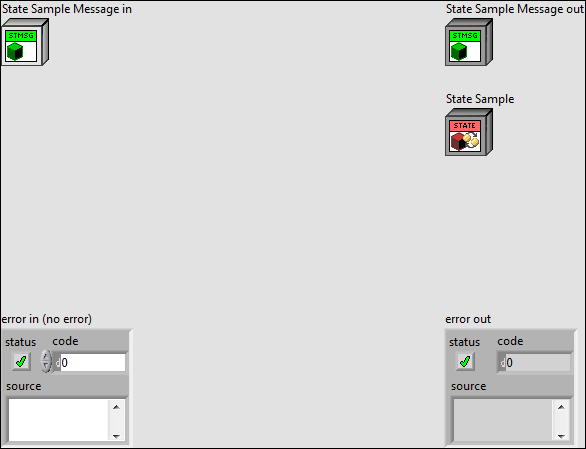 State Sample Message in
State Sample Message out
STMSG
STMSG
State Sample
STATE
error in (no error)
error out
status
code
status
code
0
0
source
source